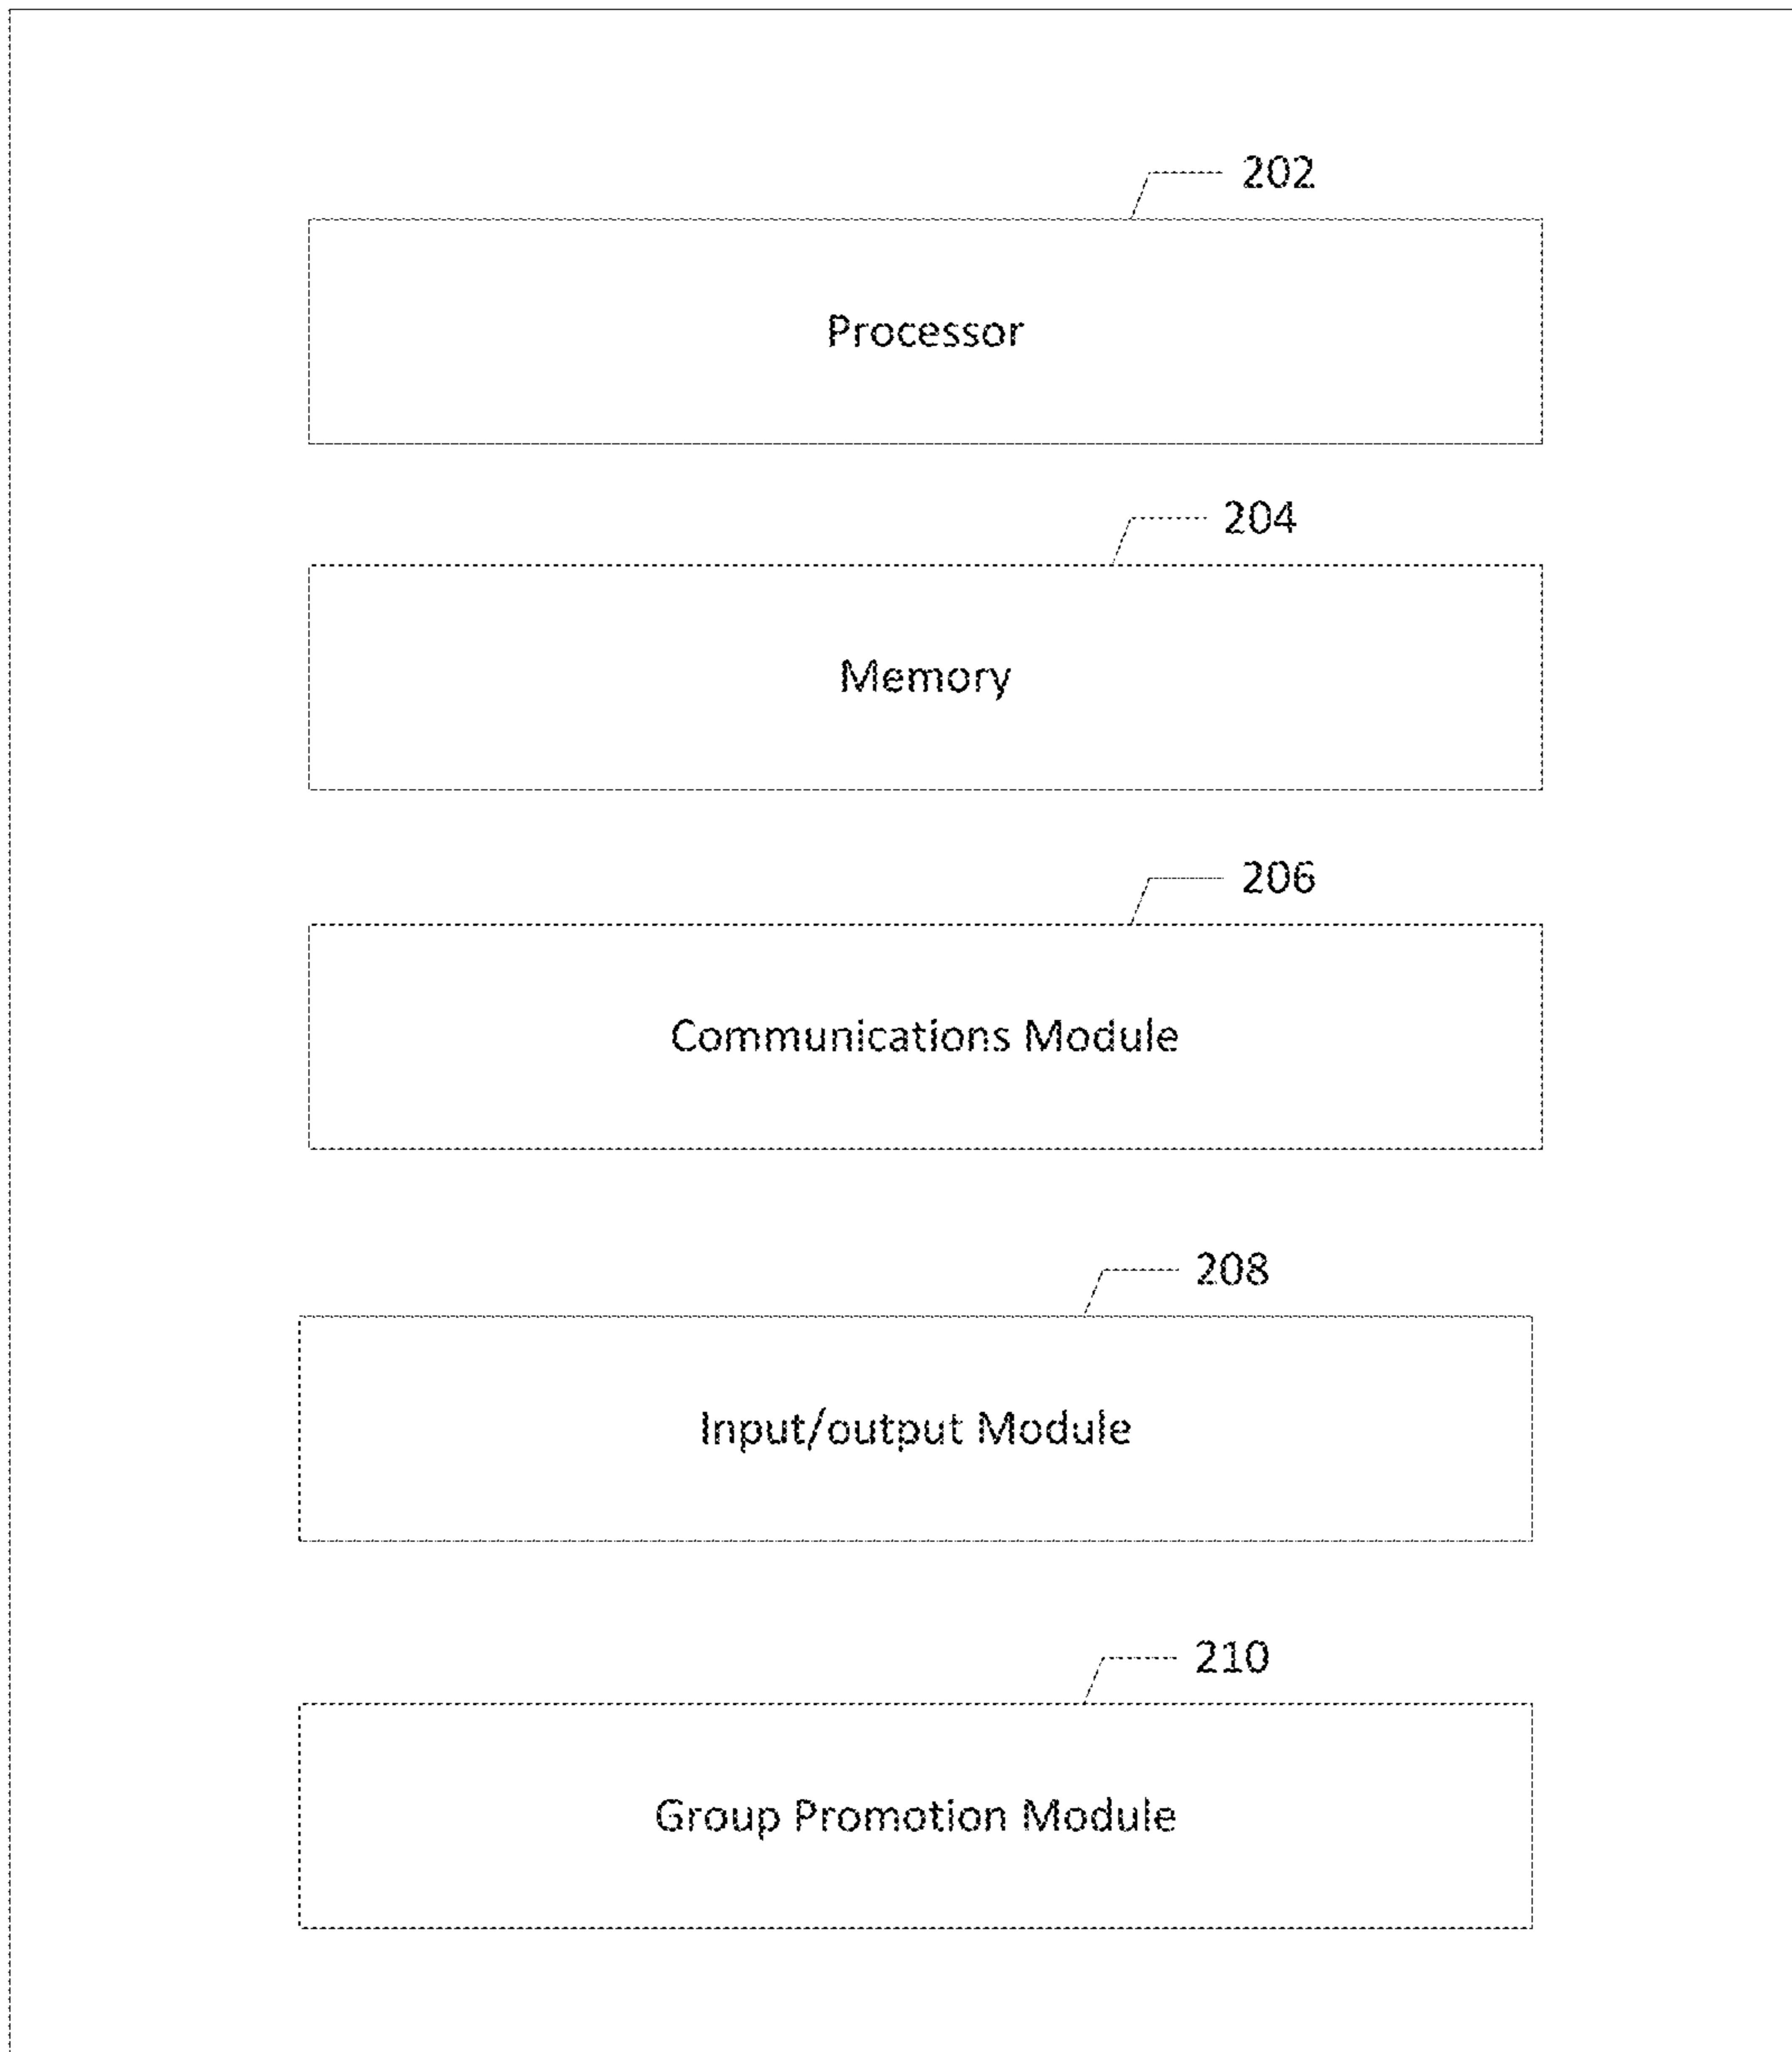 202
Processor
204
Memory
206
Communications Module
208
Input/output Module
210
Group Promotion Module